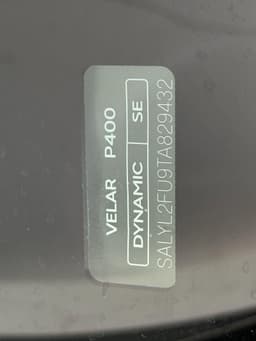 VELAR P400
DYNAMIC SE
SALYL2FU9TA829432